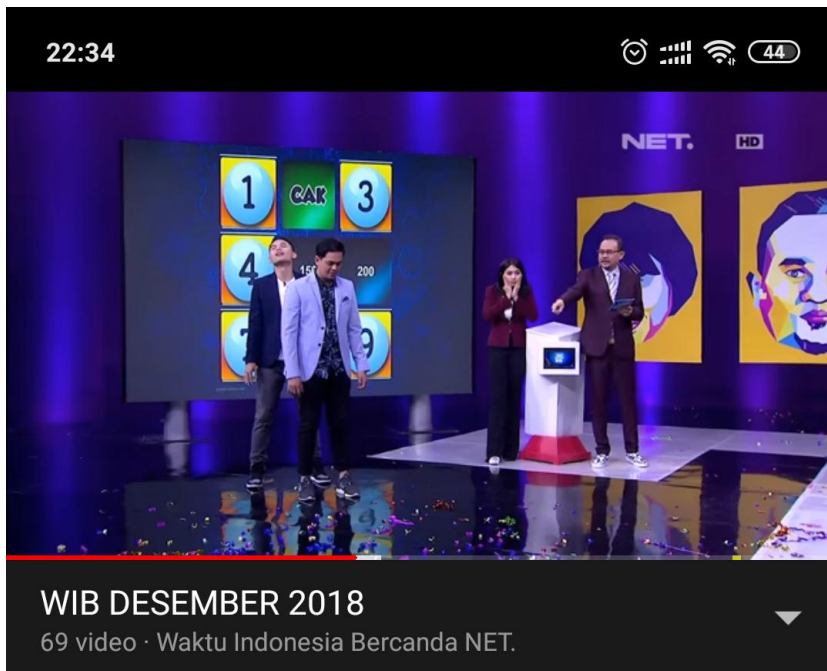 22:34
44
NET. HD
1 CAK 3
4 150 200
9
WIB DESEMBER 2018
69 video · Waktu Indonesia Bercanda NET.